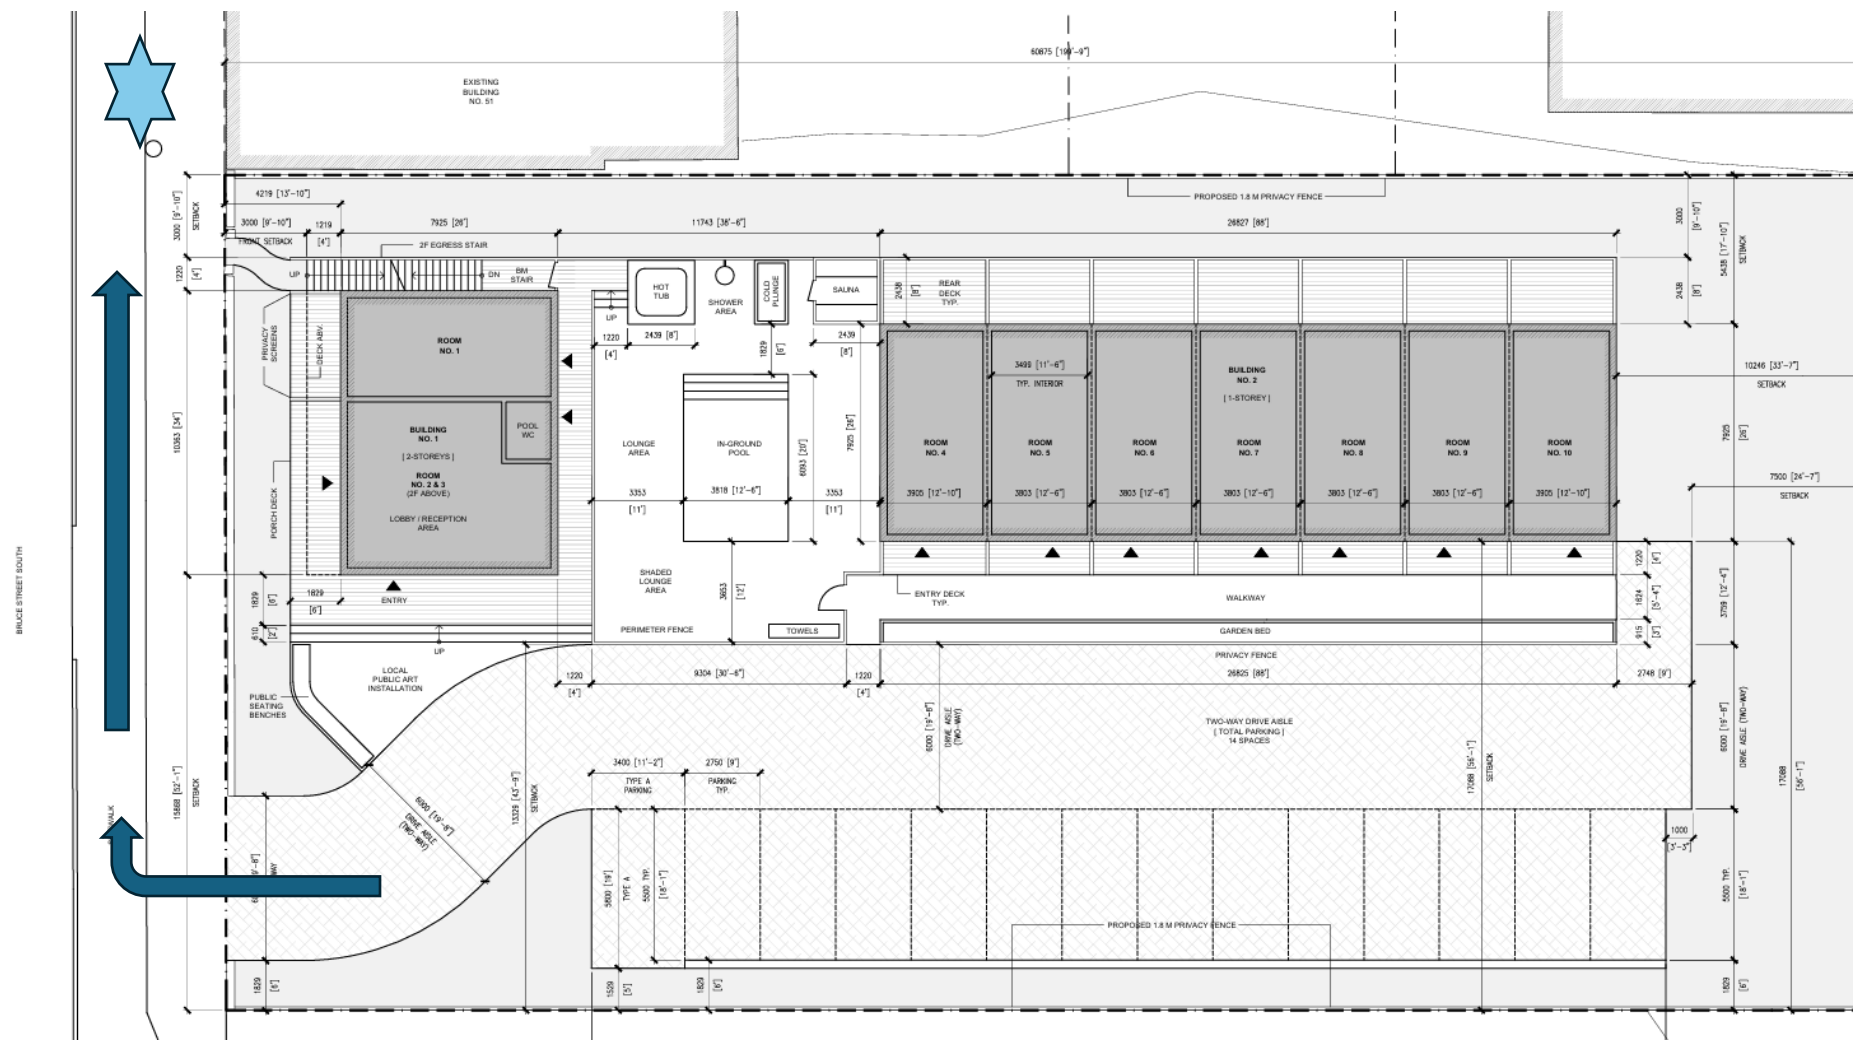 60875 [199'-9"]
EXISTING
BUILDING
NO. 51
PROPOSED 1.8 M PRIVACY FENCE
4219 [13'-10"]
3000 [9'-10"]
SETBACK
3000 [9'-10"]
FRONT SETBACK
1219
[4']
7925 [26']
11743 [38'-6"]
26827 [88']
3000
[9'-10"]
5438 [17'-10"]
SETBACK
2F EGRESS STAIR
1220
[4']
UP
DN
BM
STAIR
HOT
TUB
SHOWER
AREA
COLD
PLUNGE
SAUNA
2438
[8']
REAR
DECK
TYP.
2438
[8']
UP
PRIVACY
SCREENS
DECK ABV.
ROOM
NO. 1
1220
[4']
2439 [8']
1829
[6']
2439
[8']
3499 [11'-6"]
TYP. INTERIOR
BUILDING
NO. 2
[ 1-STOREY ]
10246 [33'-7"]
SETBACK
10363 [34']
BUILDING
NO. 1
[ 2-STOREYS ]
ROOM
NO. 2 & 3
(2F ABOVE)
LOBBY / RECEPTION
AREA
POOL
WC
LOUNGE
AREA
IN-GROUND
POOL
6093 [20']
7925 [26']
ROOM
NO. 4
ROOM
NO. 5
ROOM
NO. 6
ROOM
NO. 7
ROOM
NO. 8
ROOM
NO. 9
ROOM
NO. 10
7925
[26']
3353
[11']
3818 [12'-6"]
3353
[11']
3905 [12'-10"]
3803 [12'-6"]
3803 [12'-6"]
3803 [12'-6"]
3803 [12'-6"]
3803 [12'-6"]
3905 [12'-10"]
7500 [24'-7"]
SETBACK
PORCH DECK
BRUCE STREET SOUTH
SHADED
LOUNGE
AREA
3653
[12']
ENTRY
1829
[6']
1829
[6']
610
[2']
ENTRY DECK
TYP.
WALKWAY
1220
[4']
1624
[5'-4"]
915
[3']
3759 [12'-4"]
PERIMETER FENCE
TOWELS
GARDEN BED
UP
PRIVACY FENCE
LOCAL
PUBLIC ART
INSTALLATION
PUBLIC
SEATING
BENCHES
1220
[4']
9304 [30'-6"]
1220
[4']
26825 [88']
2748 [9']
6000 [19'-8"]
DRIVE AISLE
(TWO-WAY)
TWO-WAY DRIVE AISLE
[ TOTAL PARKING ]
14 SPACES
6000 [19'-8"]
DRIVE AISLE (TWO-WAY)
17088 [56'-1"]
SETBACK
17088
[56'-1"]
15868 [52'-1"]
SETBACK
3400 [11'-2"]
TYPE A
PARKING
2750 [9']
PARKING
TYP.
13329 [43'-9"]
SETBACK
6000 [19'-8"]
DRIVE AISLE
(TWO-WAY)
1000
[3'-3"]
5800 [19']
TYPE A
5500 TYP.
[18'-1"]
5500 TYP.
[18'-1"]
PROPOSED 1.8 M PRIVACY FENCE
1829
[6']
1529
[5']
1829
[6']
1829
[6']